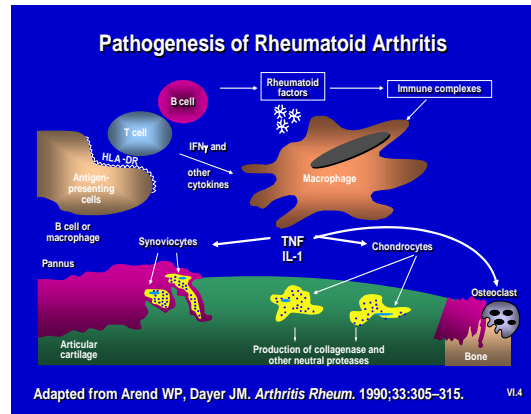 Pathogenesis of Rheumatoid Arthritis
Rheumatoid
factors
Immune complexes
B cell
T cell
HLA-DR
IFNγ and
other
cytokines
Antigen-
presenting
cells
Macrophage
B cell or
macrophage
Synoviocytes
TNF
IL-1
Chondrocytes
Pannus
Osteoclast
Articular
cartilage
Production of collagenase and
other neutral proteases
Bone
Adapted from Arend WP, Dayer JM. Arthritis Rheum. 1990;33:305–315.
VI.4